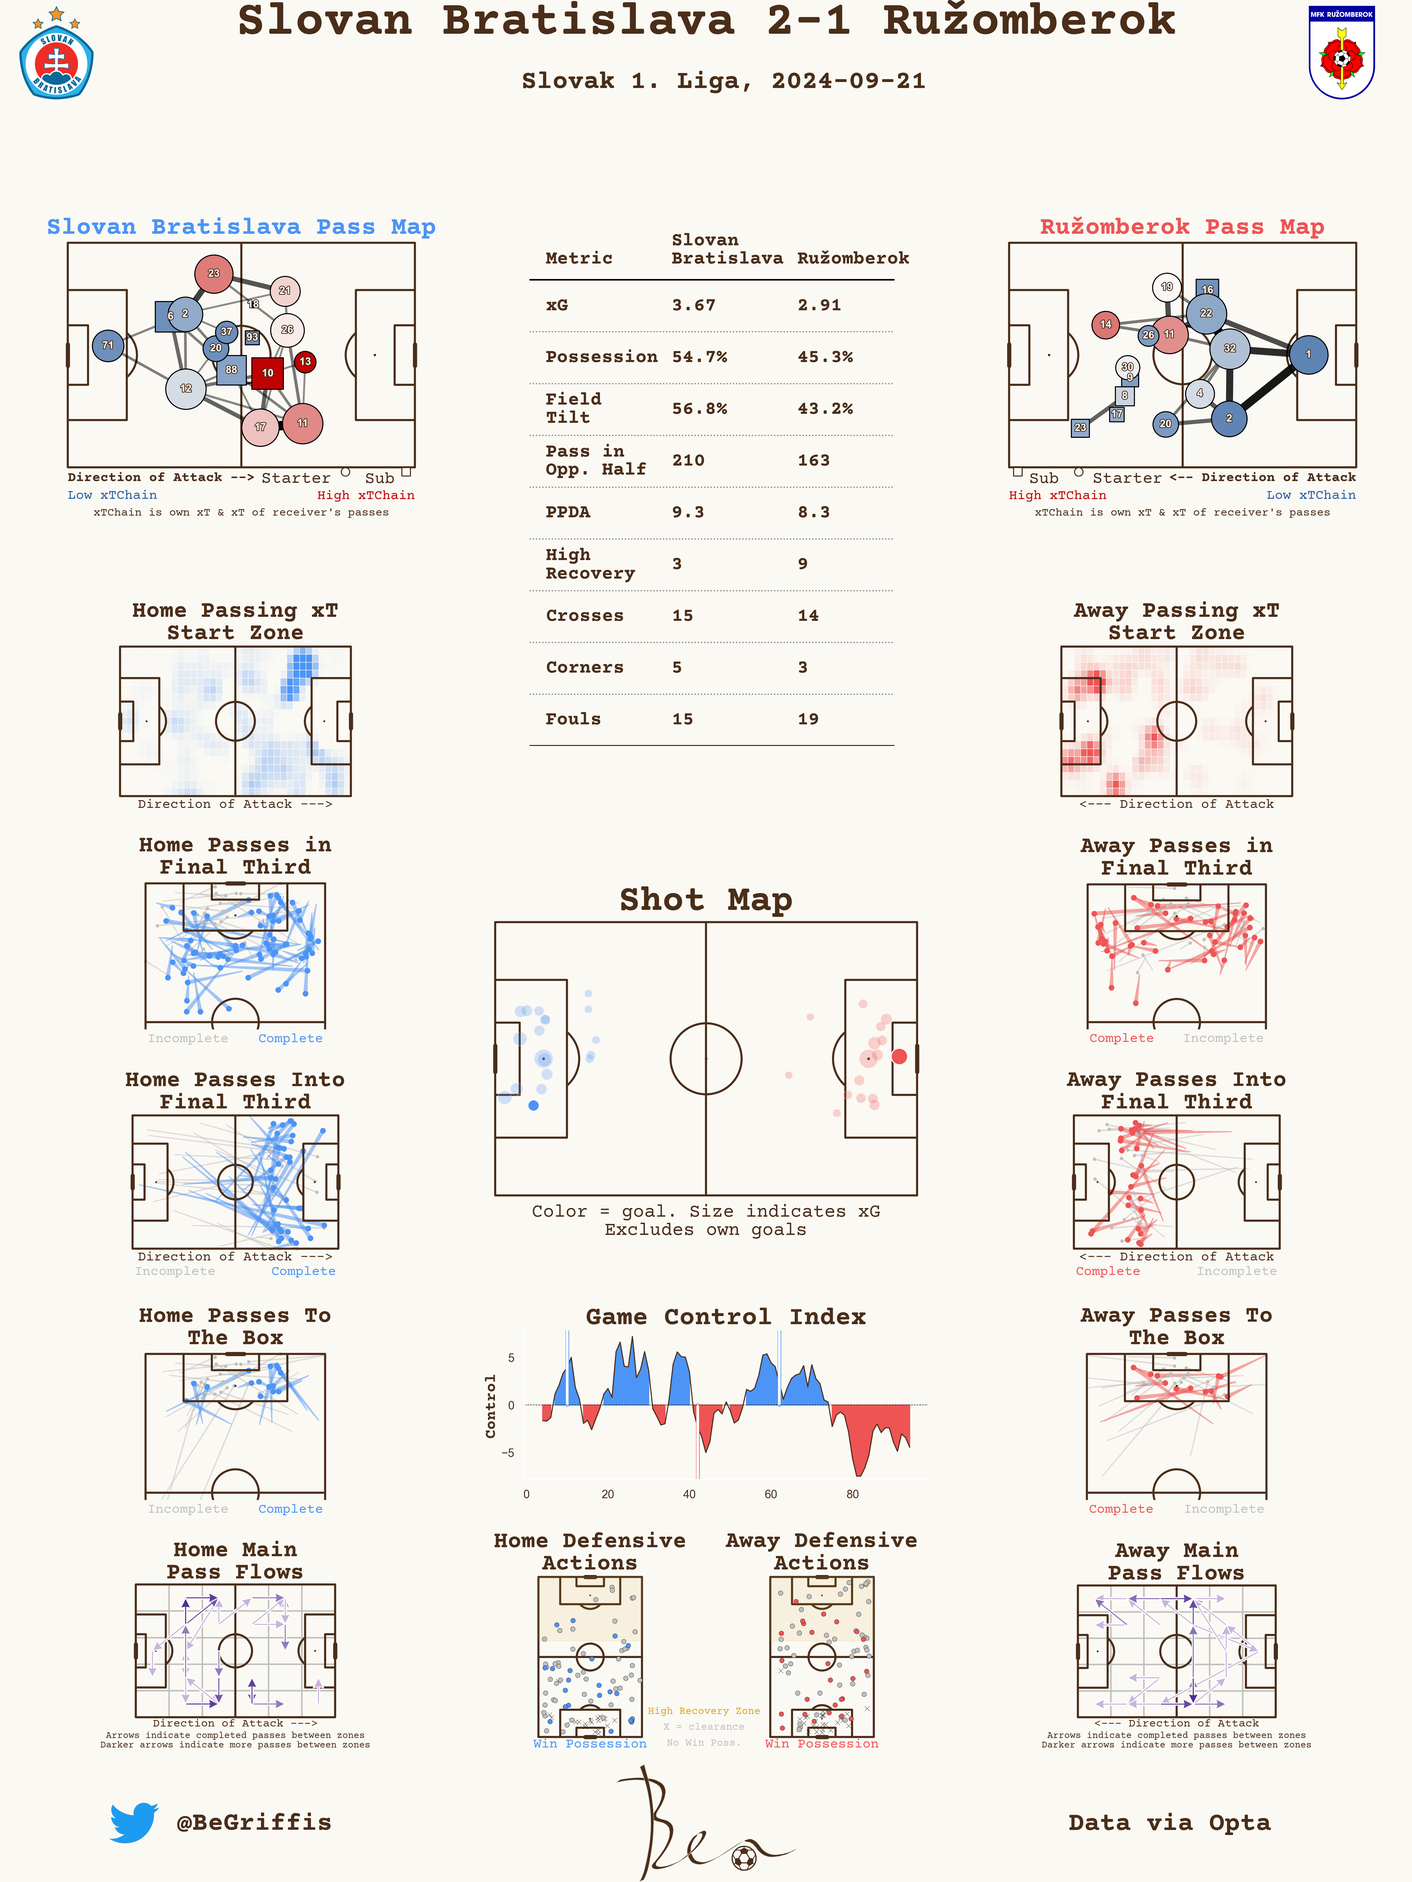 Slovan Bratislava 2-1 Ružomberok
Slovak 1. Liga, 2024-09-21
SLOVAN
BRATISLAVA
MFK RUŽOMBEROK
Slovan Bratislava Pass Map
23
21
18
6
2
26
37
93
71
20
13
88
10
12
17
11
Direction of Attack --> Starter Sub
Low xTChain High xTChain
xTChain is own xT & xT of receiver's passes
Metric Slovan Bratislava Ružomberok
xG 3.67 2.91
Possession 54.7% 45.3%
Field Tilt 56.8% 43.2%
Pass in Opp. Half 210 163
PPDA 9.3 8.3
High Recovery 3 9
Crosses 15 14
Corners 5 3
Fouls 15 19
Ružomberok Pass Map
19
16
22
14
26
11
32
1
30
9
8
4
17
23
20
2
Sub Starter <-- Direction of Attack
High xTChain Low xTChain
xTChain is own xT & xT of receiver's passes
Home Passing xT
Start Zone
Direction of Attack --->
Away Passing xT
Start Zone
<--- Direction of Attack
Home Passes in
Final Third
Incomplete Complete
Away Passes in
Final Third
Complete Incomplete
Shot Map
Color = goal. Size indicates xG
Excludes own goals
Home Passes Into
Final Third
Direction of Attack --->
Incomplete Complete
Away Passes Into
Final Third
<--- Direction of Attack
Complete Incomplete
Home Passes To
The Box
Incomplete Complete
Game Control Index
Control
5
0
−5
0 20 40 60 80
Away Passes To
The Box
Complete Incomplete
Home Main
Pass Flows
Direction of Attack --->
Arrows indicate completed passes between zones
Darker arrows indicate more passes between zones
Home Defensive
Actions
Win Possession
High Recovery Zone
X = clearance
No Win Poss.
Away Defensive
Actions
Win Possession
Away Main
Pass Flows
<--- Direction of Attack
Arrows indicate completed passes between zones
Darker arrows indicate more passes between zones
@BeGriffis
Ben
Data via Opta